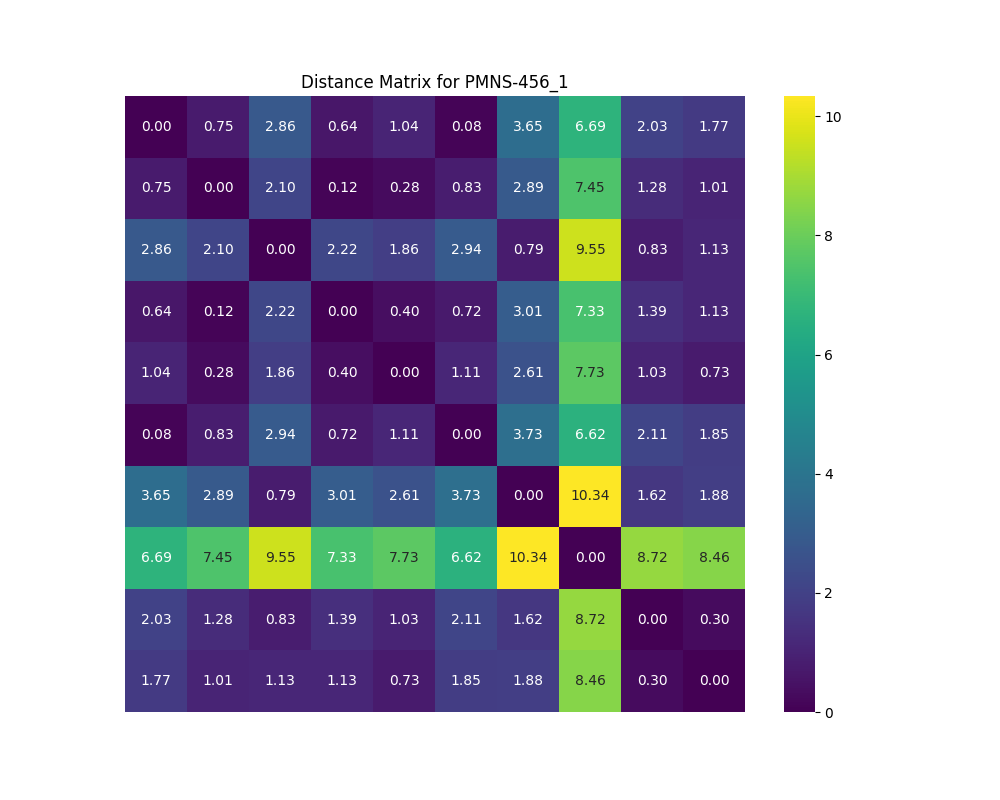 Distance Matrix for PMNS-456_1
0.00 0.75 2.86 0.64 1.04 0.08 3.65 6.69 2.03 1.77
0.75 0.00 2.10 0.12 0.28 0.83 2.89 7.45 1.28 1.01
2.86 2.10 0.00 2.22 1.86 2.94 0.79 9.55 0.83 1.13
0.64 0.12 2.22 0.00 0.40 0.72 3.01 7.33 1.39 1.13
1.04 0.28 1.86 0.40 0.00 1.11 2.61 7.73 1.03 0.73
0.08 0.83 2.94 0.72 1.11 0.00 3.73 6.62 2.11 1.85
3.65 2.89 0.79 3.01 2.61 3.73 0.00 10.34 1.62 1.88
6.69 7.45 9.55 7.33 7.73 6.62 10.34 0.00 8.72 8.46
2.03 1.28 0.83 1.39 1.03 2.11 1.62 8.72 0.00 0.30
1.77 1.01 1.13 1.13 0.73 1.85 1.88 8.46 0.30 0.00
10
8
6
4
2
0